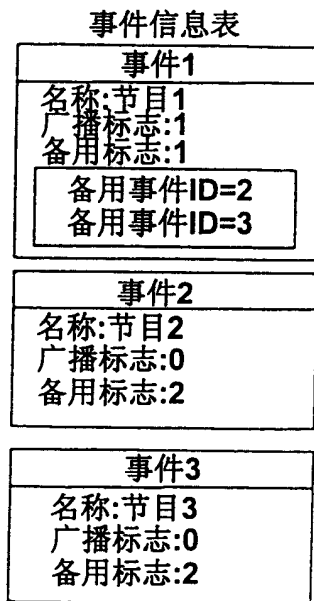 事件信息表
事件1
名称:节目1
广播标志:1
备用标志:1
备用事件ID=2
备用事件ID=3
事件2
名称:节目2
广播标志:0
备用标志:2
事件3
名称:节目3
广播标志:0
备用标志:2